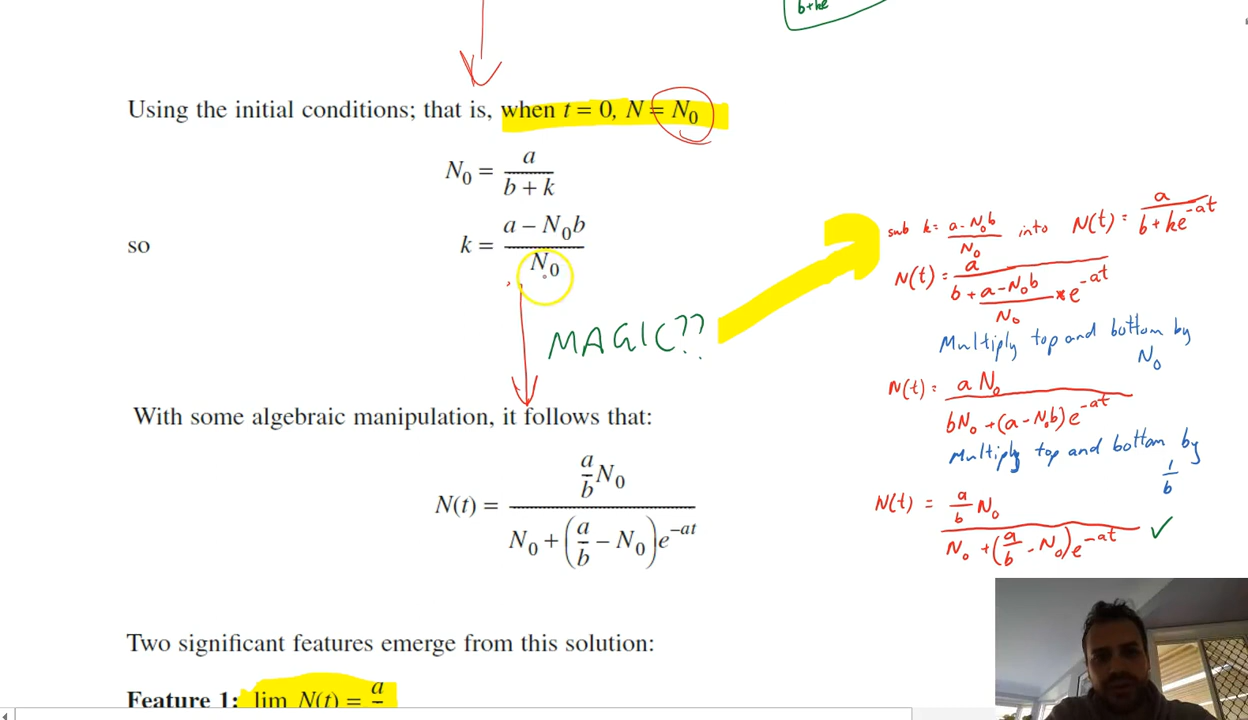 b+ke
Using the initial conditions; that is, when t = 0, N = N₀
N₀ = a / (b + k)
so k = (a − N₀b) / N₀
MAGIC??
With some algebraic manipulation, it follows that:
N(t) = (a/b)N₀ / (N₀ + (a/b − N₀)e^(−at))
Two significant features emerge from this solution:
Feature 1: lim N(t) = a
sub k = (a-N₀b) / N₀ into N(t) = a / (b + ke^(-at))
N(t) = a / (b + (a-N₀b)/N₀ × e^(-at))
Multiply top and bottom by
N₀
N(t) = aN₀ / (bN₀ + (a-N₀b)e^(-at))
Multiply top and bottom by
1/b
N(t) = (a/b)N₀ / (N₀ + (a/b - N₀)e^(-at)) ✓